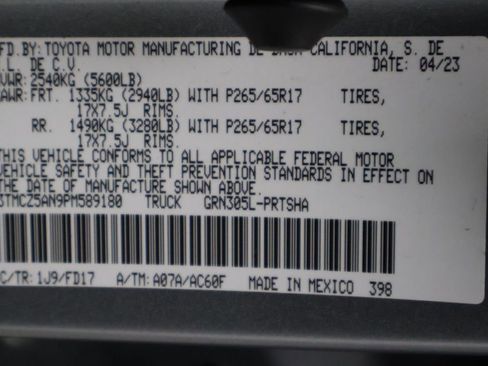 FD.BY: TOYOTA MOTOR MANUFACTURING DE BAJA CALIFORNIA, S. DE
.L. DE C.V. DATE: 04/23
VWR: 2540KG (5600LB)
AWR: FRT. 1335KG (2940LB) WITH P265/65R17 TIRES,
17X7.5J RIMS.
RR. 1490KG (3280LB) WITH P265/65R17 TIRES,
17X7.5J RIMS.
THIS VEHICLE CONFORMS TO ALL APPLICABLE FEDERAL MOTOR
VEHICLE SAFETY AND THEFT PREVENTION STANDARDS IN EFFECT ON
THE DATE OF MANUFACTURE SHOWN ABOVE.
3TMCZ5AN9PM589180 TRUCK GRN305L-PRTSHA
C/TR: 1J9/FD17 A/TM: A07A/AC60F MADE IN MEXICO 398